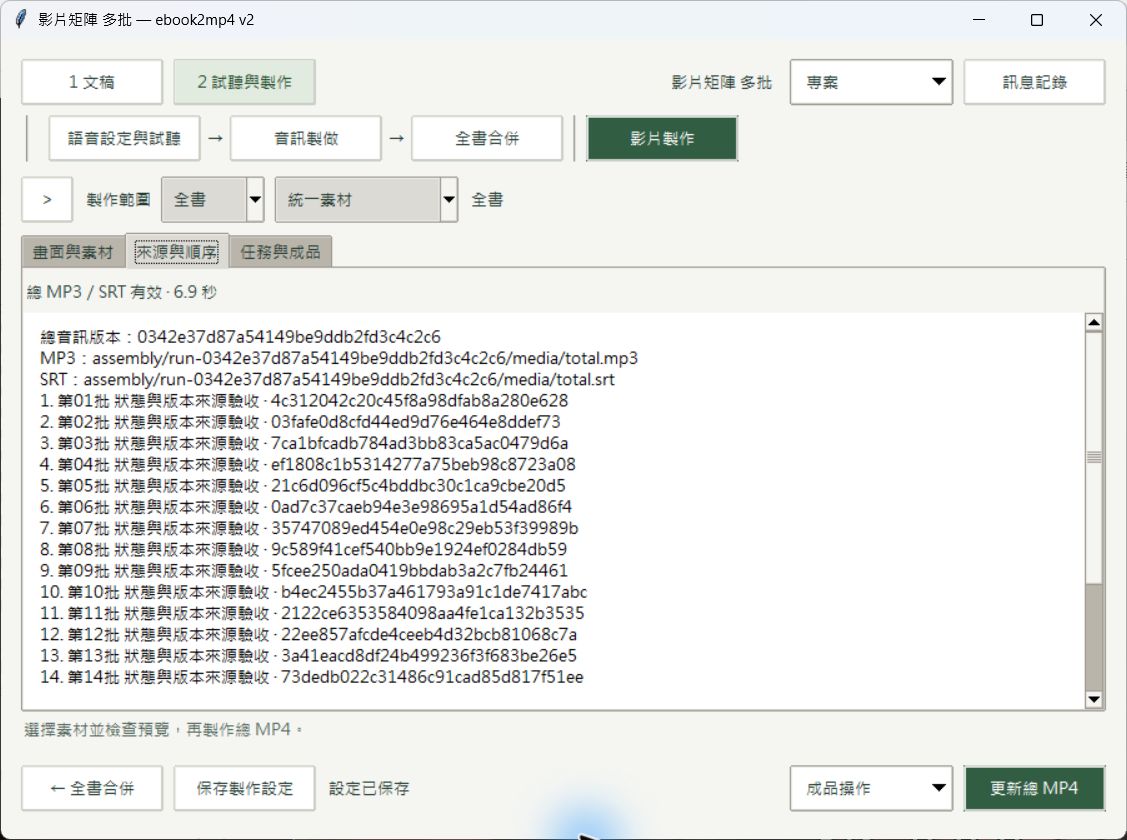 影片矩陣 多批 — ebook2mp4 v2
1 文稿
2 試聽與製作
影片矩陣 多批
專案
訊息記錄
語音設定與試聽 → 音訊製做 → 全書合併
影片製作
> 製作範圍 全書 統一素材 全書
畫面與素材 來源與順序 任務與成品
總 MP3 / SRT 有效 · 6.9 秒
總音訊版本：0342e37d87a54149be9ddb2fd3c4c2c6
MP3：assembly/run-0342e37d87a54149be9ddb2fd3c4c2c6/media/total.mp3
SRT：assembly/run-0342e37d87a54149be9ddb2fd3c4c2c6/media/total.srt
1. 第01批 狀態與版本來源驗收 · 4c312042c20c45f8a98dfab8a280e628
2. 第02批 狀態與版本來源驗收 · 03fafe0d8cfd44ed9d76e464e8ddef73
3. 第03批 狀態與版本來源驗收 · 7ca1bfcadb784ad3bb83ca5ac0479d6a
4. 第04批 狀態與版本來源驗收 · ef1808c1b5314277a75beb98c8723a08
5. 第05批 狀態與版本來源驗收 · 21c6d096cf5c4bddbc30c1ca9cbe20d5
6. 第06批 狀態與版本來源驗收 · 0ad7c37caeb94e3e98695a1d54ad86f4
7. 第07批 狀態與版本來源驗收 · 35747089ed454e0e98c29eb53f39989b
8. 第08批 狀態與版本來源驗收 · 9c589f41cef540bb9e1924ef0284db59
9. 第09批 狀態與版本來源驗收 · 5fcee250ada0419bbdab3a2c7fb24461
10. 第10批 狀態與版本來源驗收 · b4ec2455b37a461793a91c1de7417abc
11. 第11批 狀態與版本來源驗收 · 2122ce6353584098aa4fe1ca132b3535
12. 第12批 狀態與版本來源驗收 · 22ee857afcde4ceeb4d32bcb81068c7a
13. 第13批 狀態與版本來源驗收 · 3a41eacd8df24b499236f3f683be26e5
14. 第14批 狀態與版本來源驗收 · 73dedb022c31486c91cad85d817f51ee
選擇素材並檢查預覽，再製作總 MP4。
← 全書合併
保存製作設定
設定已保存
成品操作
更新總 MP4